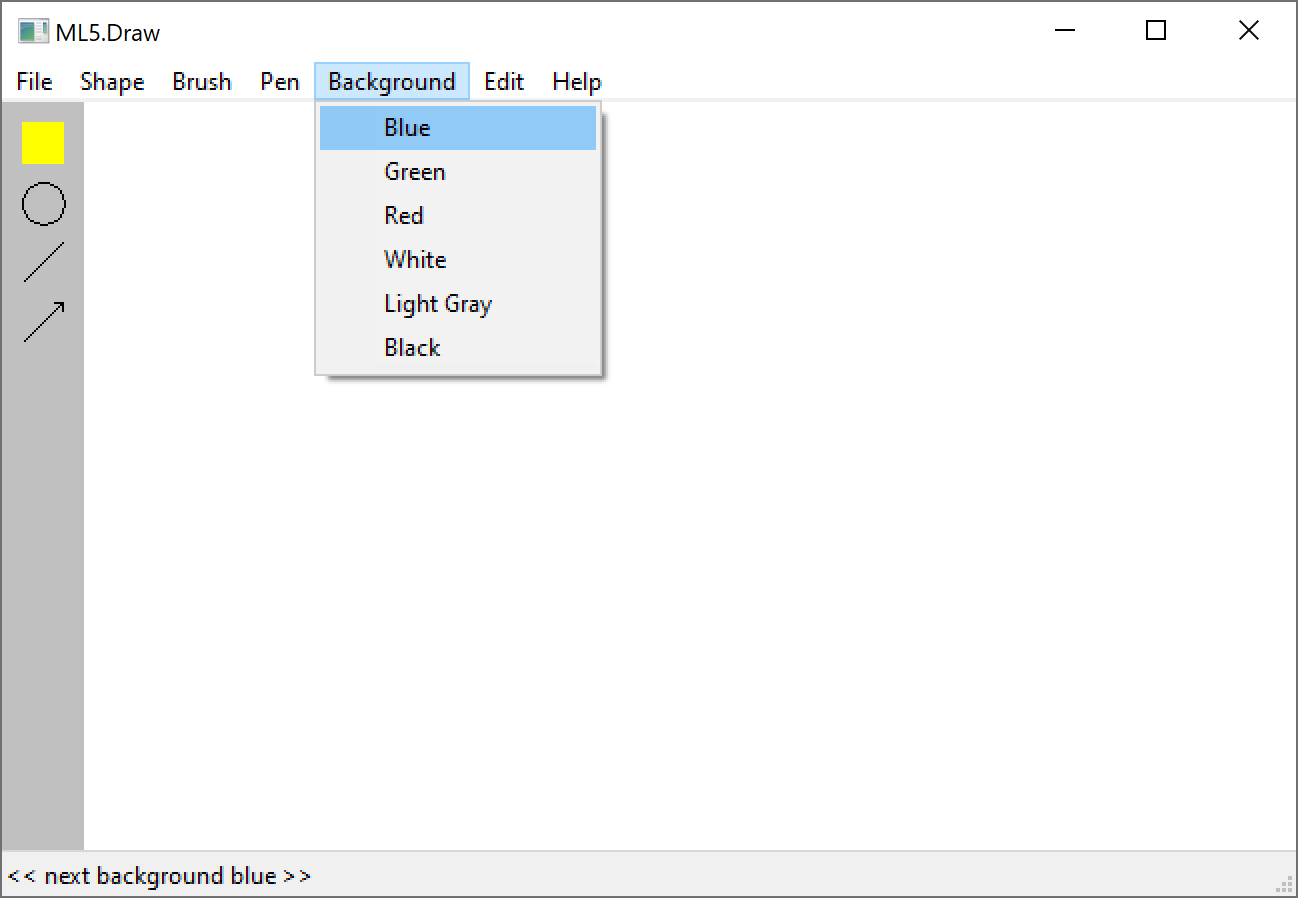 ML5.Draw
File Shape Brush Pen Background Edit Help
Blue
Green
Red
White
Light Gray
Black
<< next background blue >>